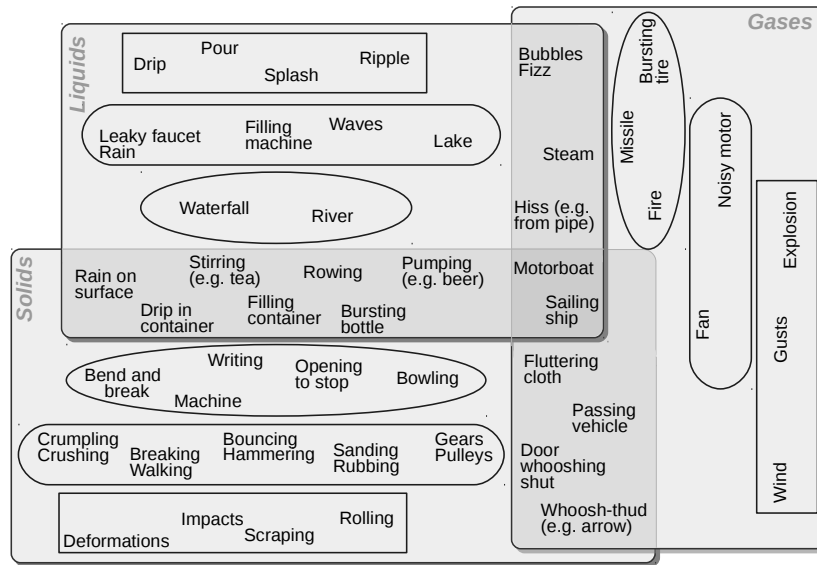 Liquids
Drip
Pour
Splash
Ripple
Leaky faucet
Rain
Filling
machine
Waves
Lake
Waterfall
River
Gases
Bubbles
Fizz
Steam
Hiss (e.g.
from pipe)
Bursting
tire
Missile
Fire
Noisy motor
Fan
Explosion
Gusts
Wind
Solids
Rain on
surface
Stirring
(e.g. tea)
Rowing
Pumping
(e.g. beer)
Drip in
container
Filling
container
Bursting
bottle
Motorboat
Sailing
ship
Bend and
break
Writing
Machine
Opening
to stop
Bowling
Fluttering
cloth
Passing
vehicle
Crumpling
Crushing
Breaking
Walking
Bouncing
Hammering
Sanding
Rubbing
Gears
Pulleys
Door
whooshing
shut
Whoosh-thud
(e.g. arrow)
Deformations
Impacts
Scraping
Rolling